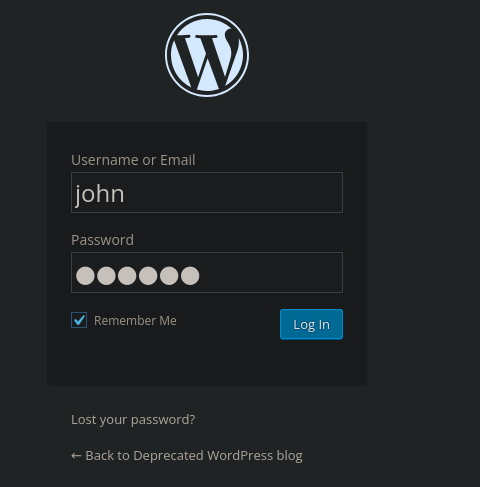 Username or Email
john
Password
●●●●●●
Remember Me
Log In
Lost your password?
← Back to Deprecated WordPress blog